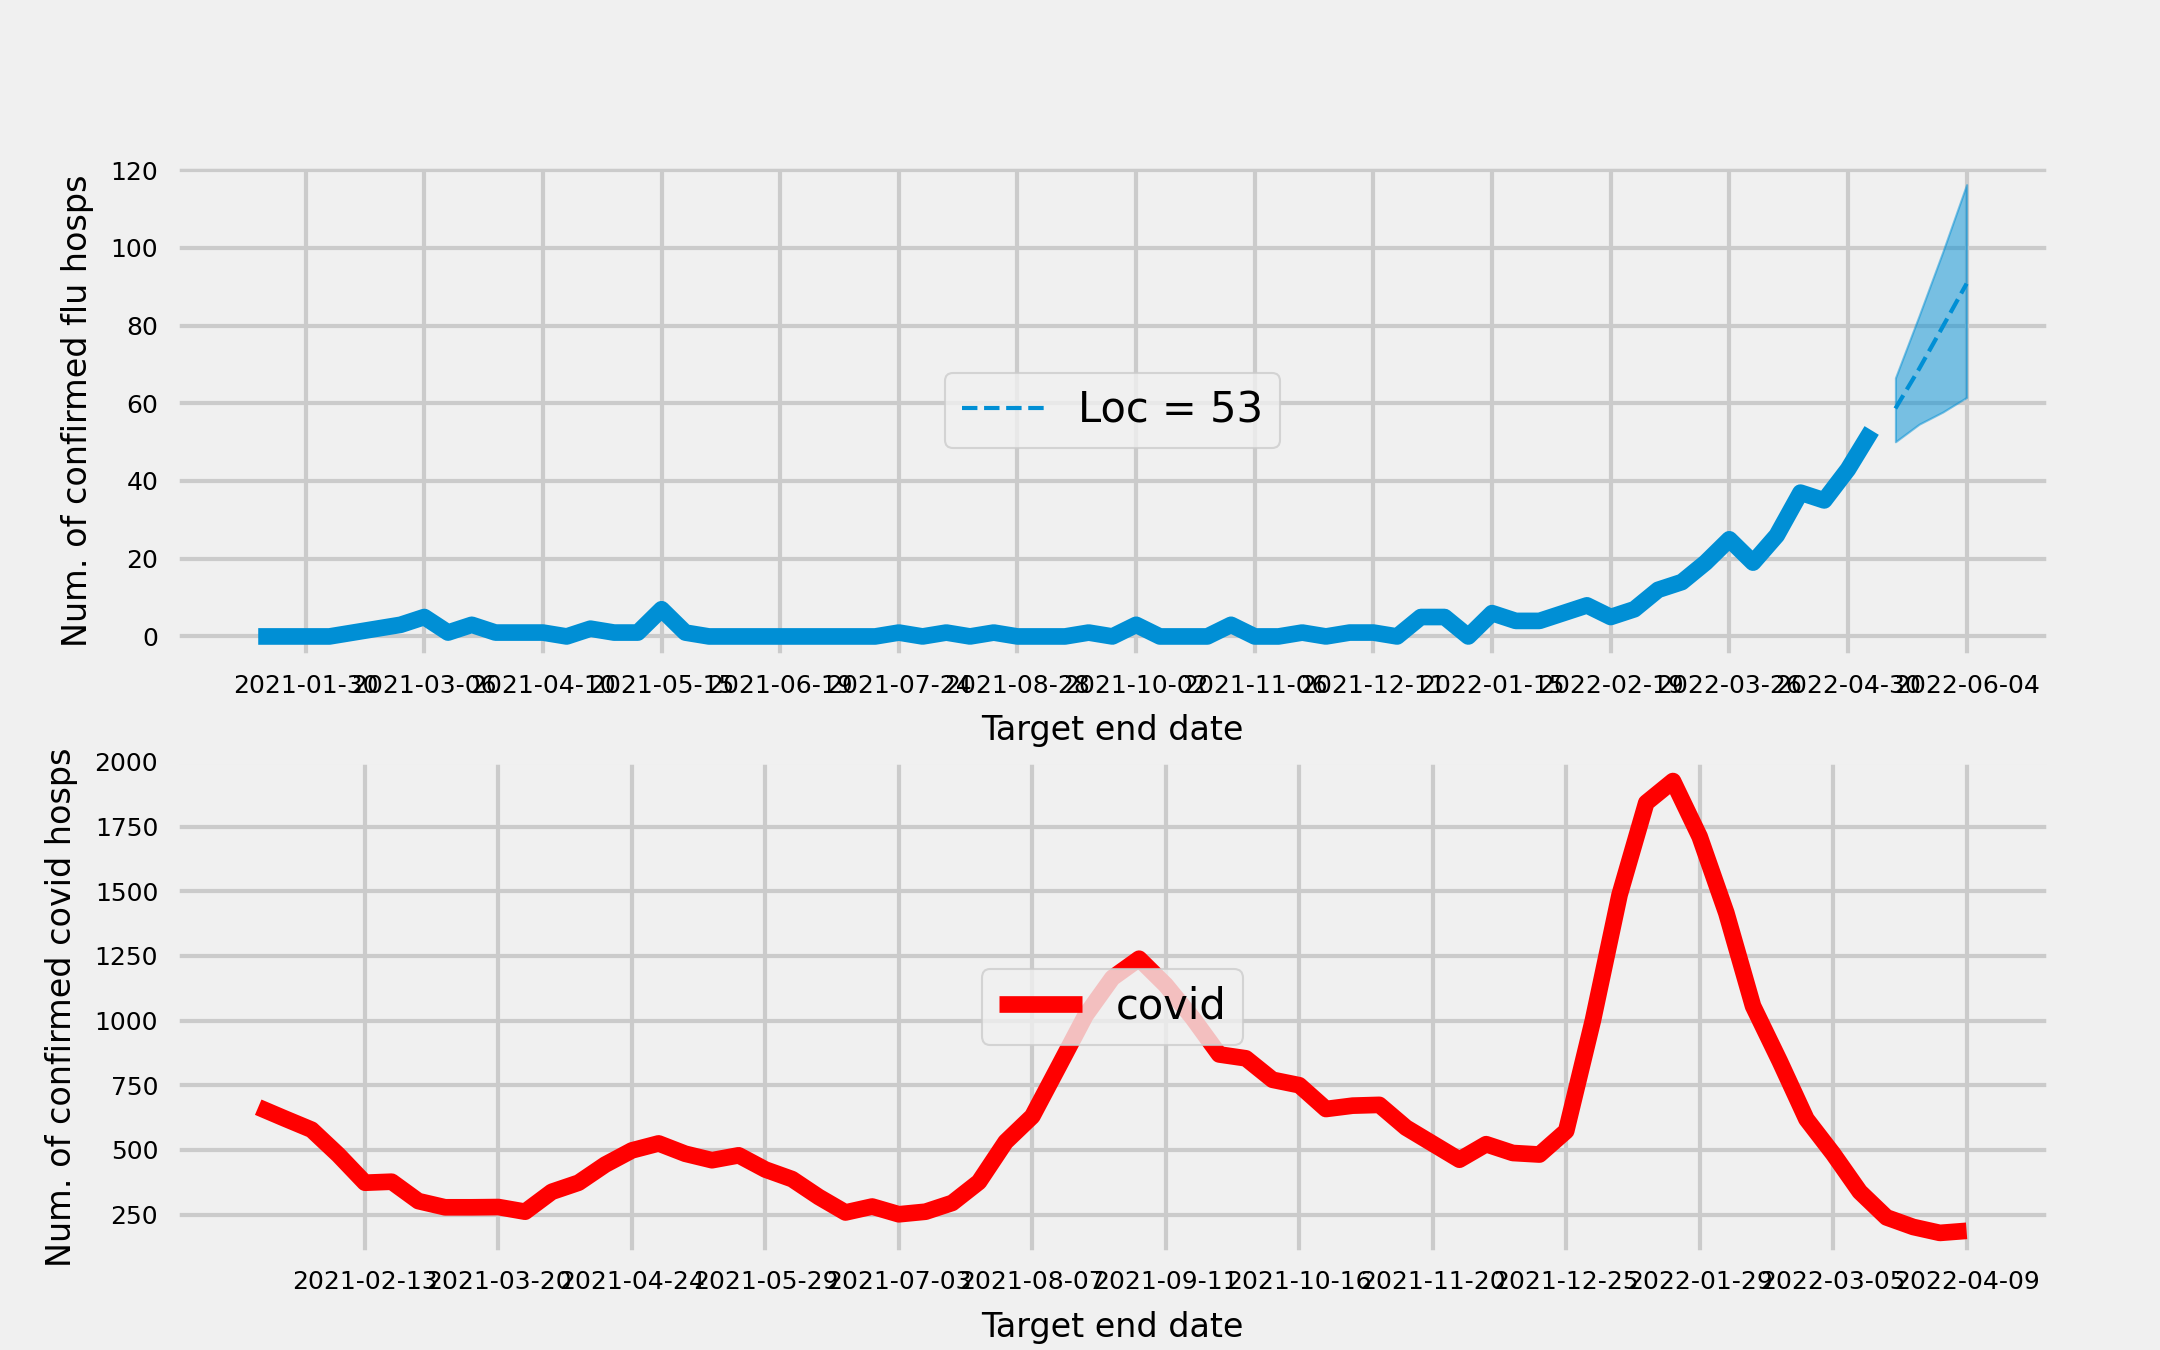 Num. of confirmed flu hosps
120
100
80
60
40
20
0
Loc = 53
2021-01-30 2021-03-06 2021-04-10 2021-05-15 2021-06-19 2021-07-24 2021-08-28 2021-10-02 2021-11-06 2021-12-11 2022-01-15 2022-02-19 2022-03-26 2022-04-30 2022-06-04
Target end date
Num. of confirmed covid hosps
2000
1750
1500
1250
1000
750
500
250
covid
2021-02-13 2021-03-20 2021-04-24 2021-05-29 2021-07-03 2021-08-07 2021-09-11 2021-10-16 2021-11-20 2021-12-25 2022-01-29 2022-03-05 2022-04-09
Target end date